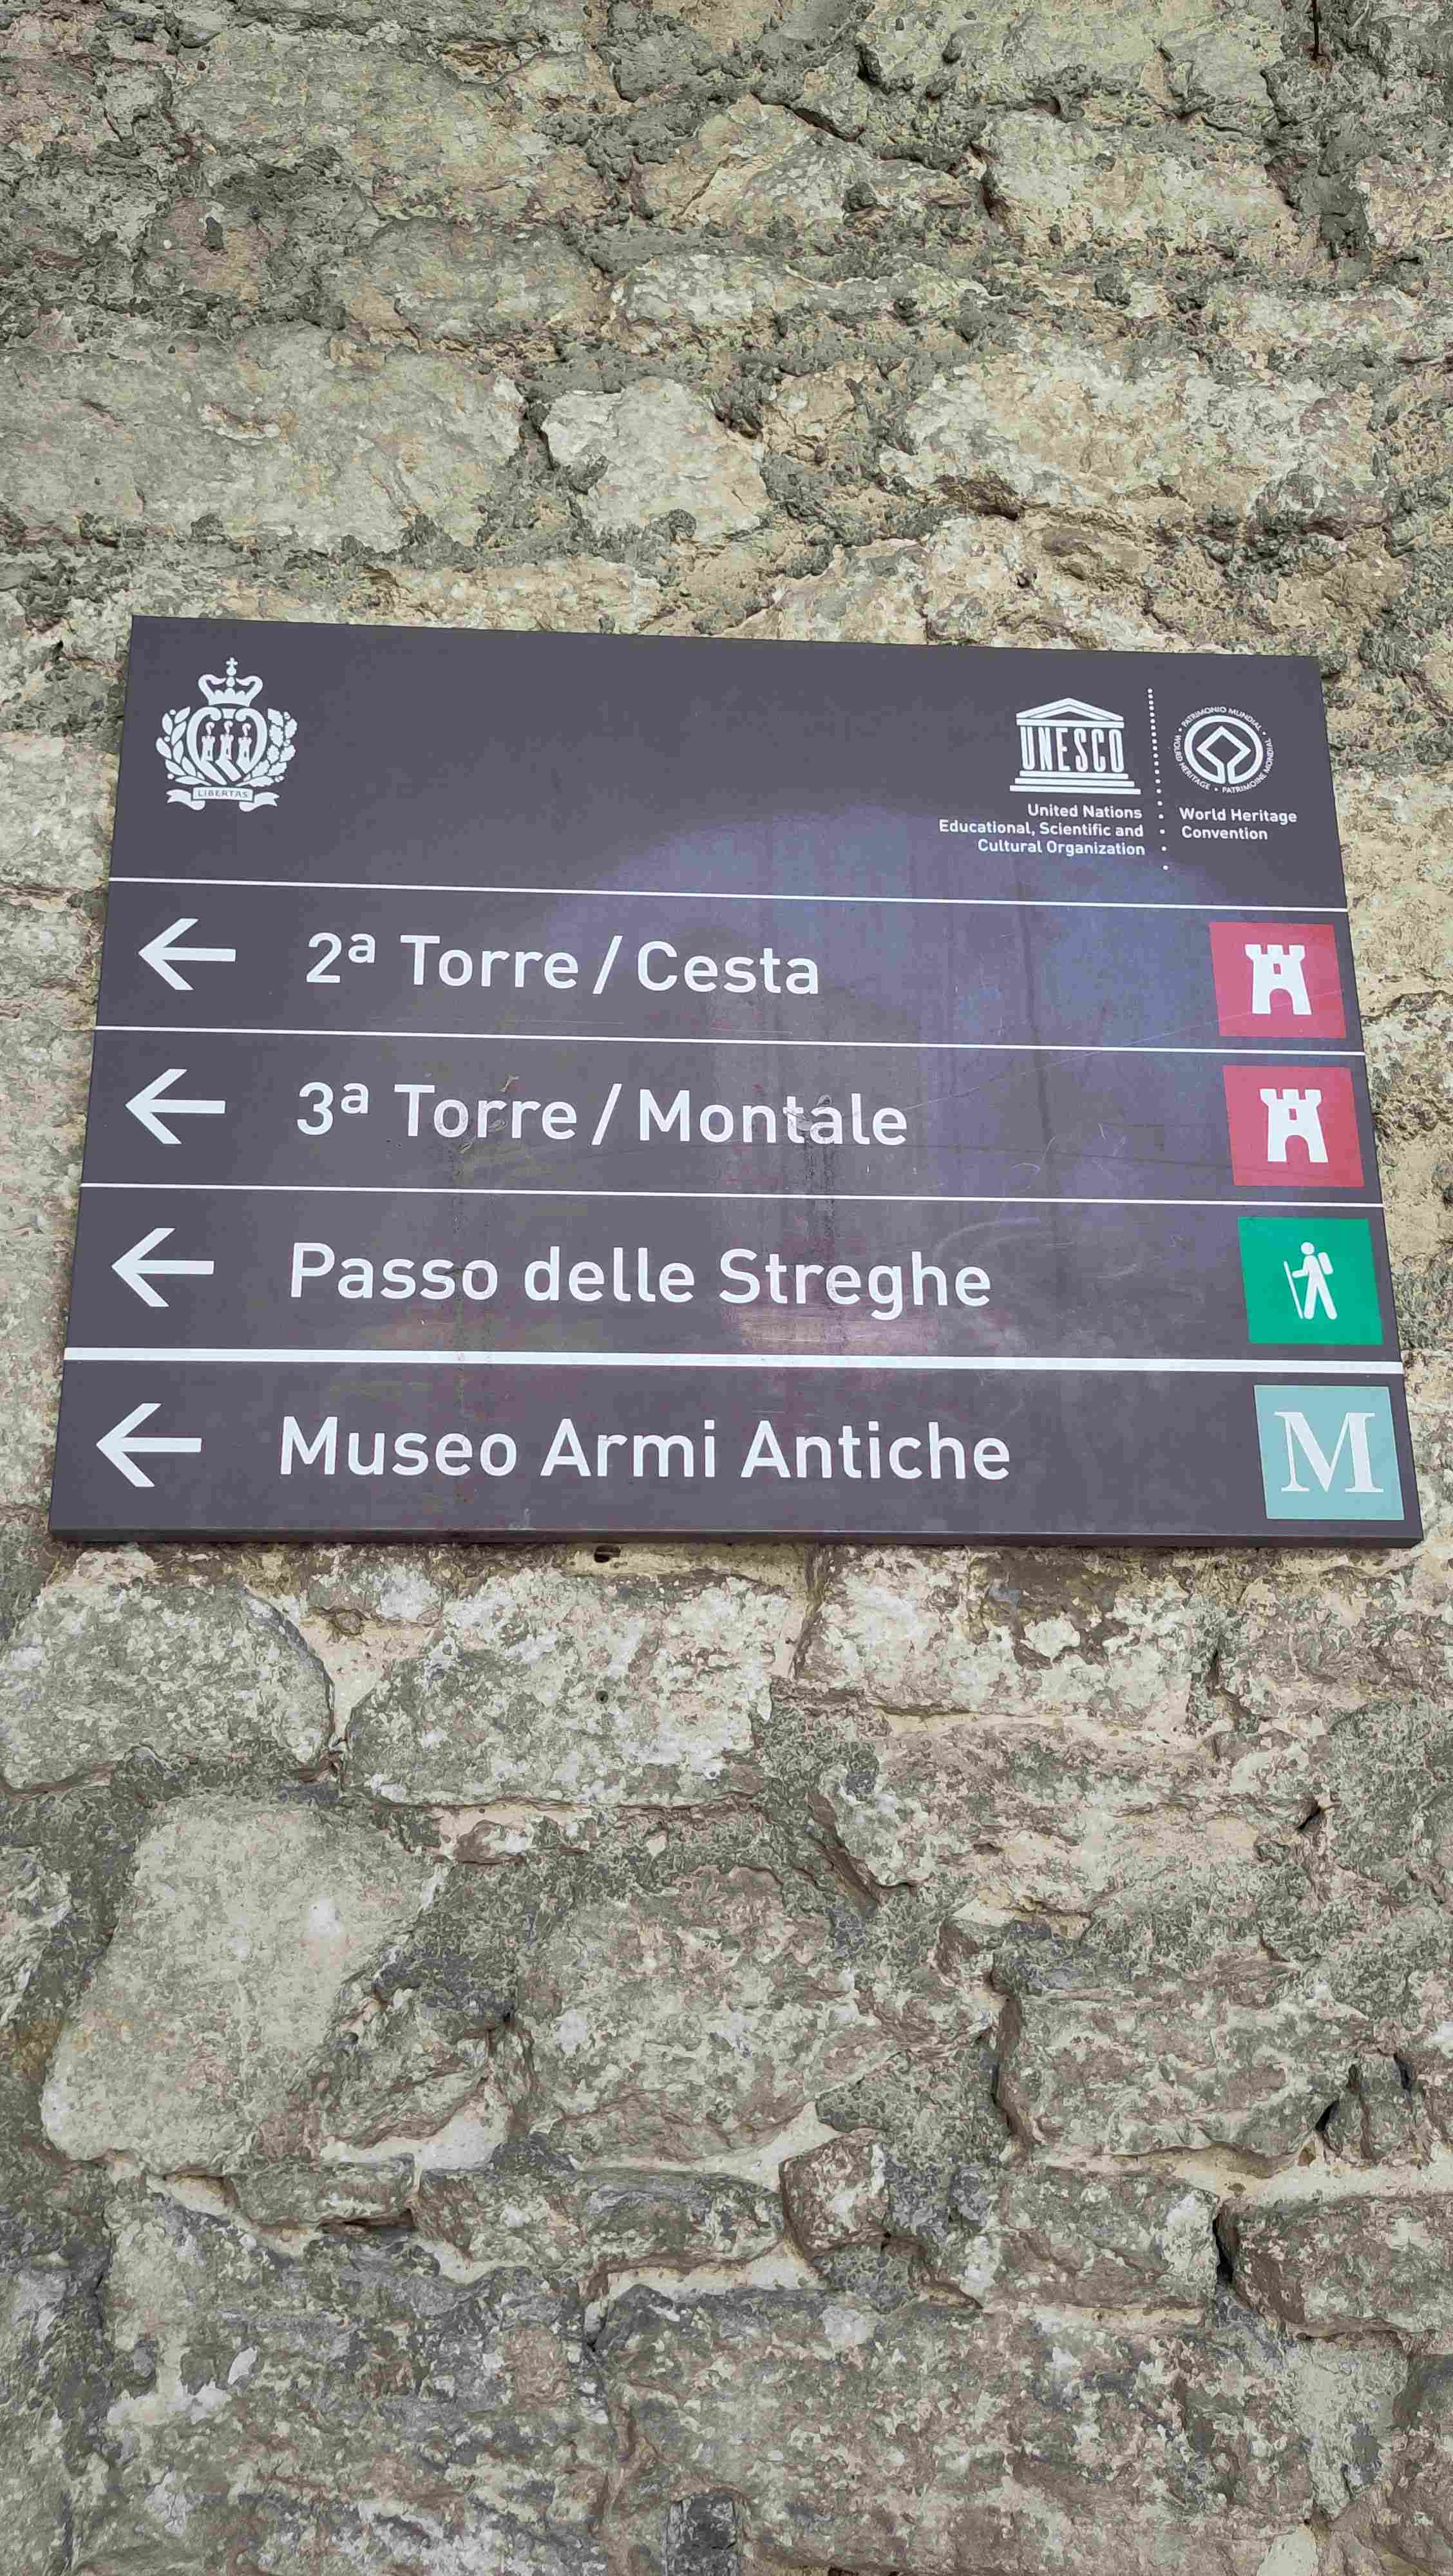 LIBERTAS
UNESCO
United Nations
Educational, Scientific and
Cultural Organization
PATRIMONIO MUNDIAL • WORLD HERITAGE • PATRIMOINE MONDIAL •
World Heritage
Convention
2ª Torre / Cesta
3ª Torre / Montale
Passo delle Streghe
Museo Armi Antiche
M